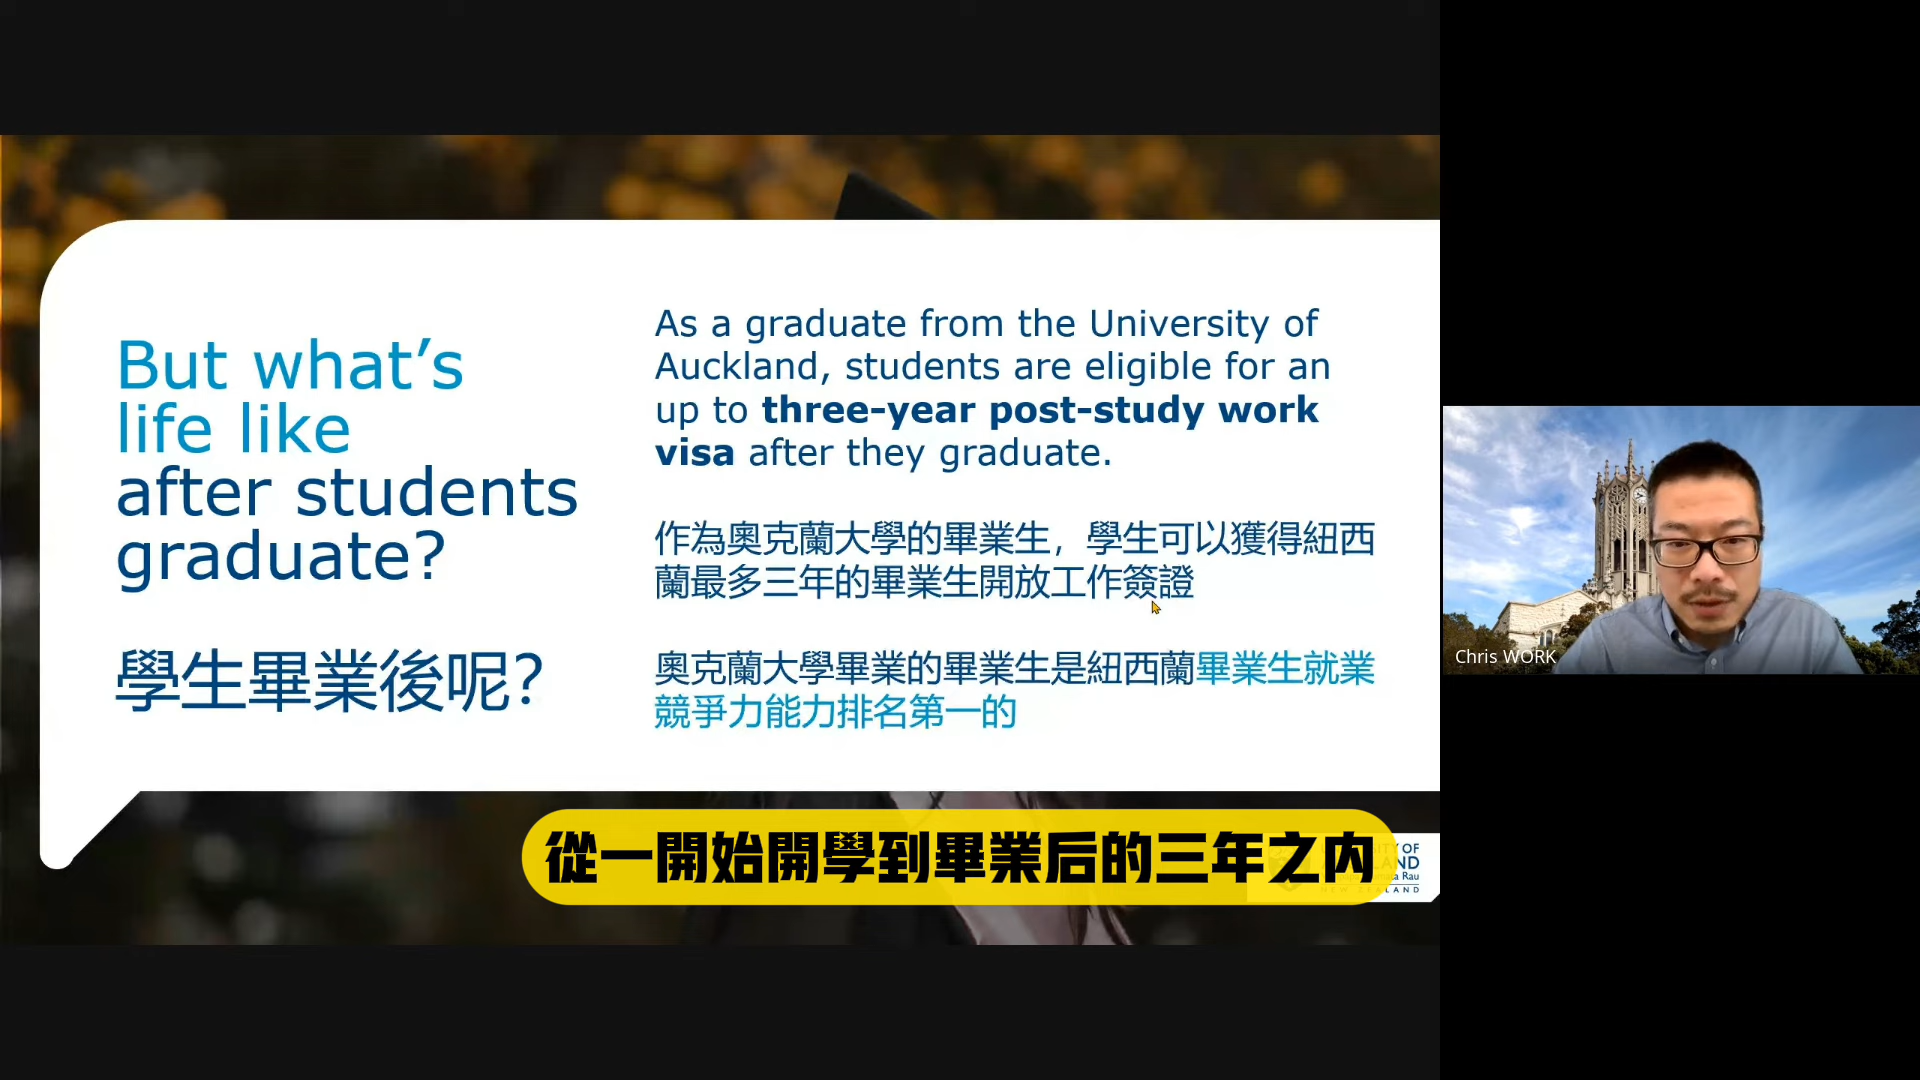 But what's
life like
after students
graduate?
學生畢業後呢?
As a graduate from the University of
Auckland, students are eligible for an
up to three-year post-study work
visa after they graduate.
作為奧克蘭大學的畢業生，學生可以獲得紐西
蘭最多三年的畢業生開放工作簽證
奧克蘭大學畢業的畢業生是紐西蘭畢業生就業
競爭力能力排名第一的
從一開始開學到畢業后的三年之内
Chris WORK